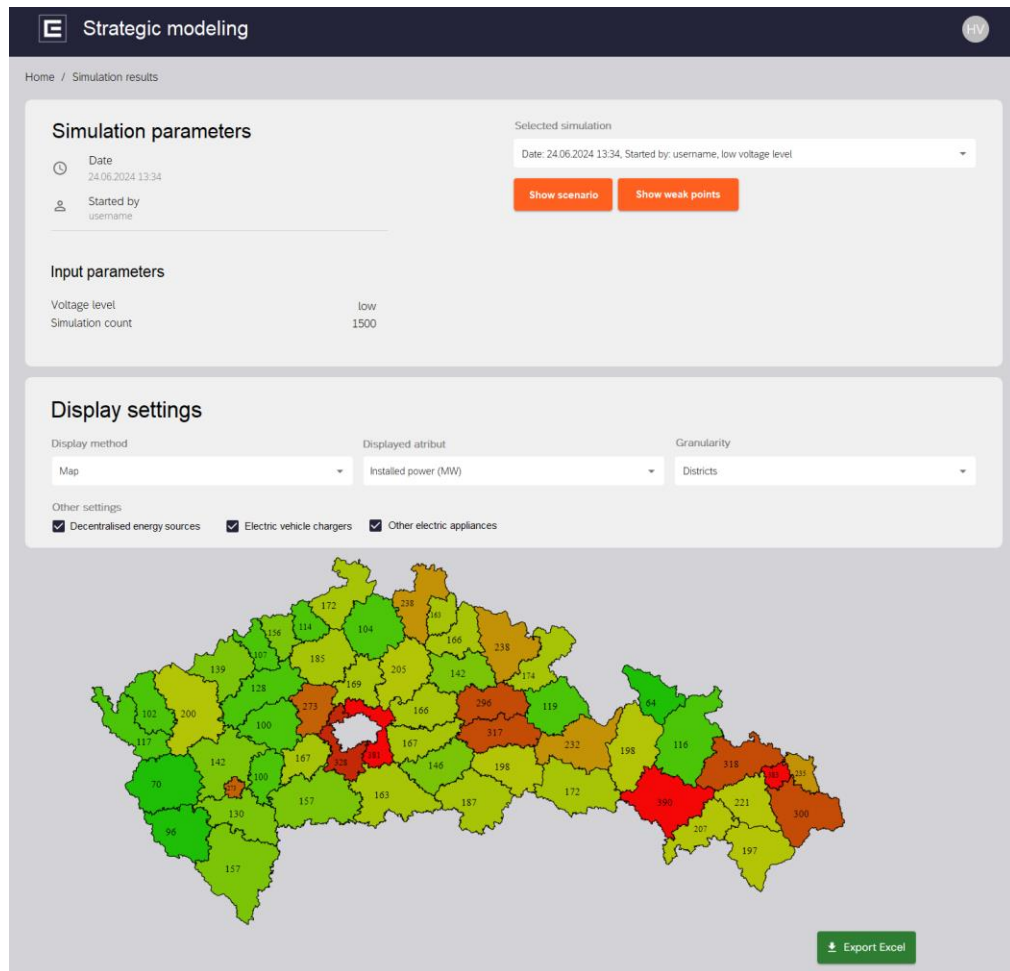 Strategic modeling
HV
Home / Simulation results
Simulation parameters
Date
24.06.2024 13:34
Started by
username
Selected simulation
Date: 24.06.2024 13:34, Started by: username, low voltage level
Show scenario
Show weak points
Input parameters
Voltage level low
Simulation count 1500
Display settings
Display method
Map
Displayed atribut
Installed power (MW)
Granularity
Districts
Other settings
Decentralised energy sources
Electric vehicle chargers
Other electric appliances
172
238
163
156
114
104
166
238
107
185
139
205
142
174
128
169
64
102
200
273
166
296
119
100
317
117
167
232
198
116
142
167
328
381
146
198
318
70
100
383
235
273
157
163
187
172
390
221
300
130
96
207
157
197
Export Excel